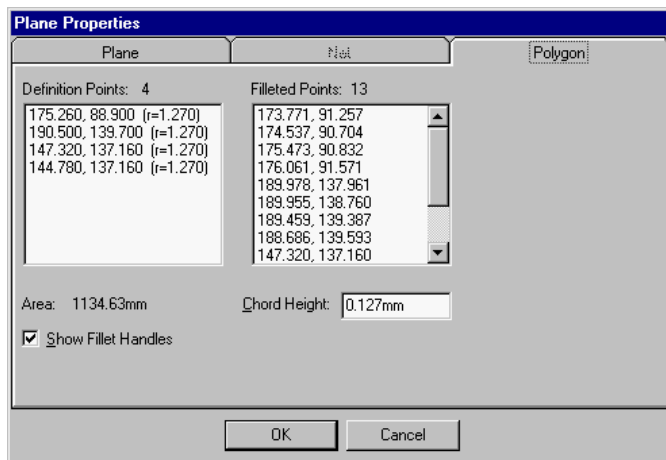 Plane Properties
Plane
Net
Polygon
Definition Points: 4
175.260, 88.900 (r=1.270)
190.500, 139.700 (r=1.270)
147.320, 137.160 (r=1.270)
144.780, 137.160 (r=1.270)
Filleted Points: 13
173.771, 91.257
174.537, 90.704
175.473, 90.832
176.061, 91.571
189.978, 137.961
189.955, 138.760
189.459, 139.387
188.686, 139.593
147.320, 137.160
Area: 1134.63mm
Chord Height: 0.127mm
Show Fillet Handles
OK
Cancel